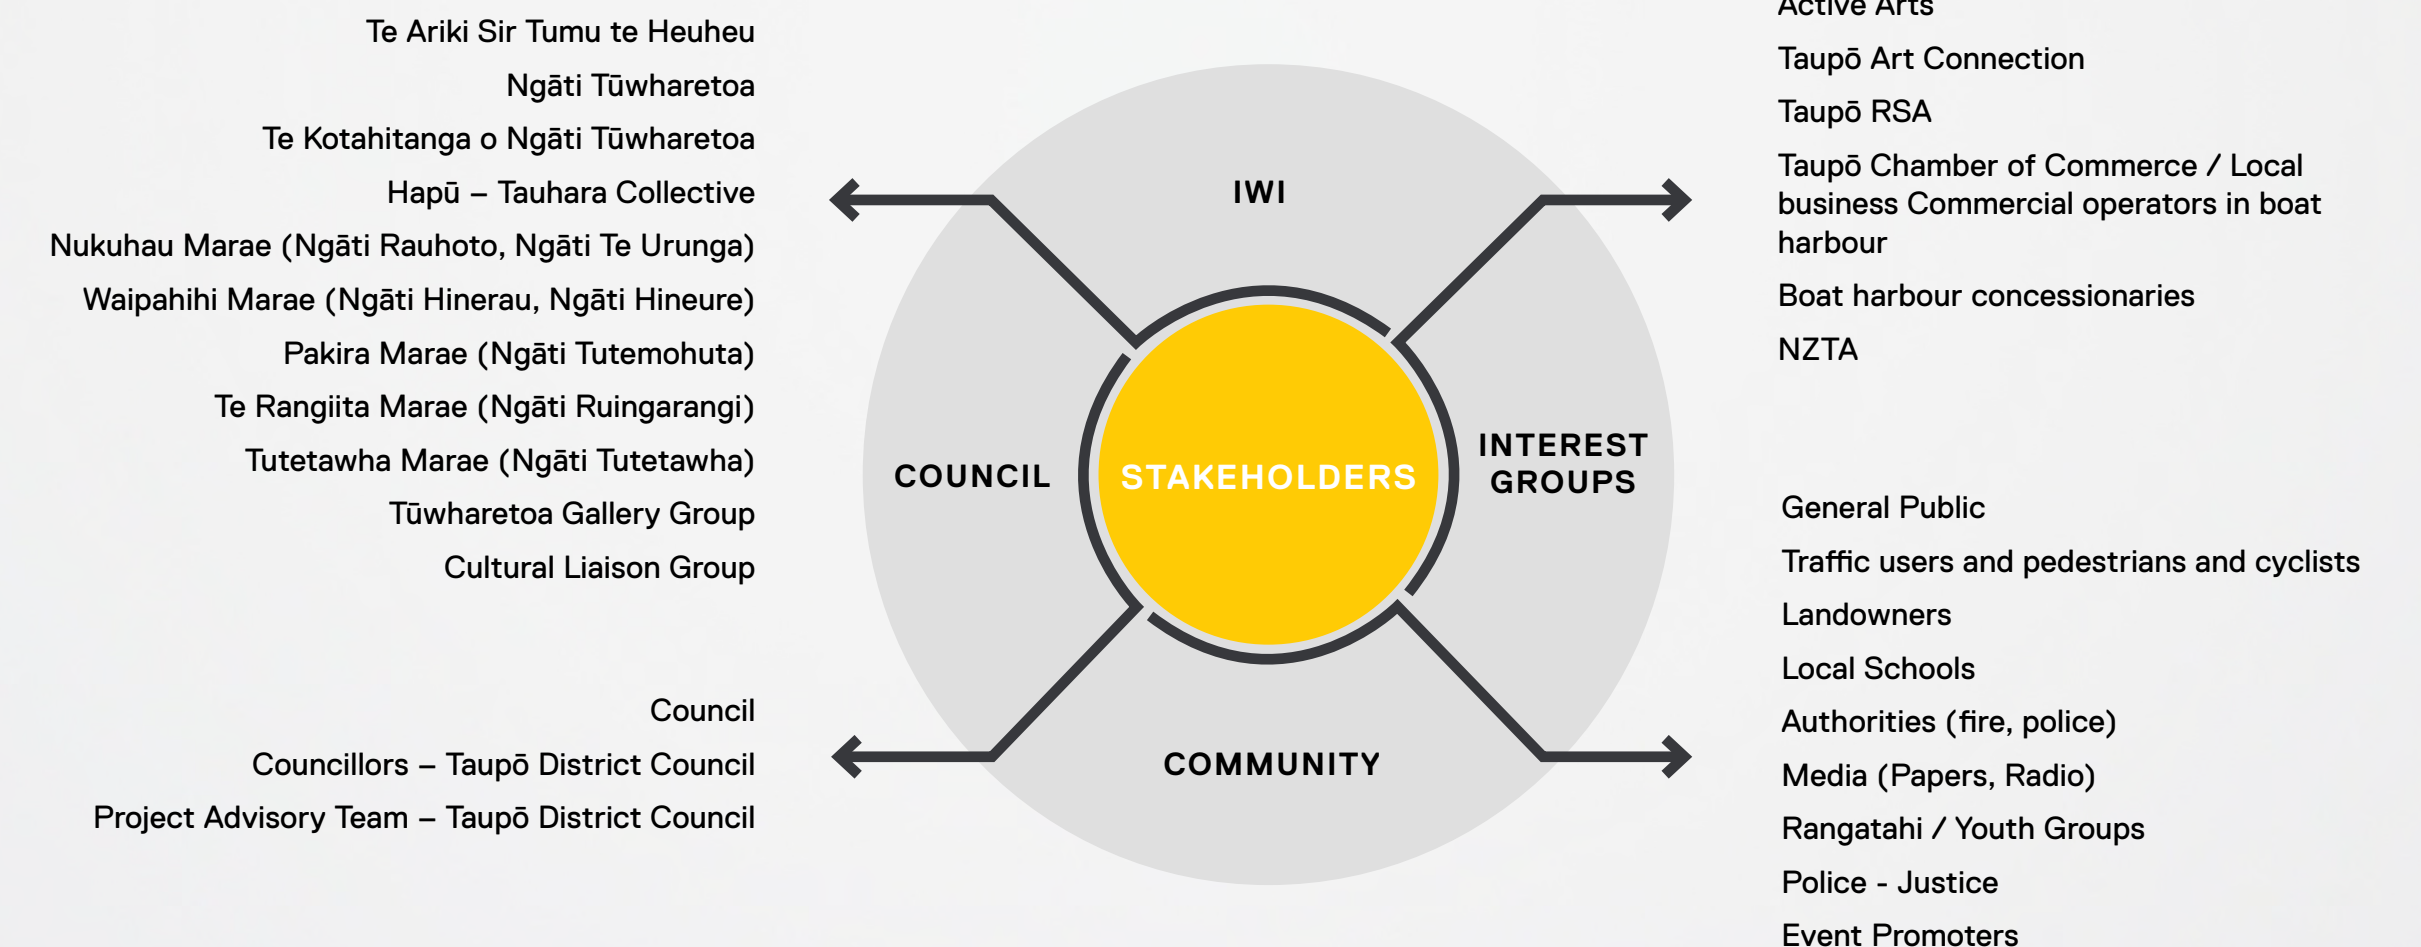 Te Ariki Sir Tumu te Heuheu
Ngāti Tūwharetoa
Te Kotahitanga o Ngāti Tūwharetoa
Hapū – Tauhara Collective
Nukuhau Marae (Ngāti Rauhoto, Ngāti Te Urunga)
Waipahihi Marae (Ngāti Hinerau, Ngāti Hineure)
Pakira Marae (Ngāti Tutemohuta)
Te Rangiita Marae (Ngāti Ruingarangi)
Tutetawha Marae (Ngāti Tutetawha)
Tūwharetoa Gallery Group
Cultural Liaison Group
Council
Councillors – Taupō District Council
Project Advisory Team – Taupō District Council
IWI
COUNCIL
STAKEHOLDERS
INTEREST
GROUPS
COMMUNITY
Active Arts
Taupō Art Connection
Taupō RSA
Taupō Chamber of Commerce / Local
business Commercial operators in boat
harbour
Boat harbour concessionaries
NZTA
General Public
Traffic users and pedestrians and cyclists
Landowners
Local Schools
Authorities (fire, police)
Media (Papers, Radio)
Rangatahi / Youth Groups
Police - Justice
Event Promoters